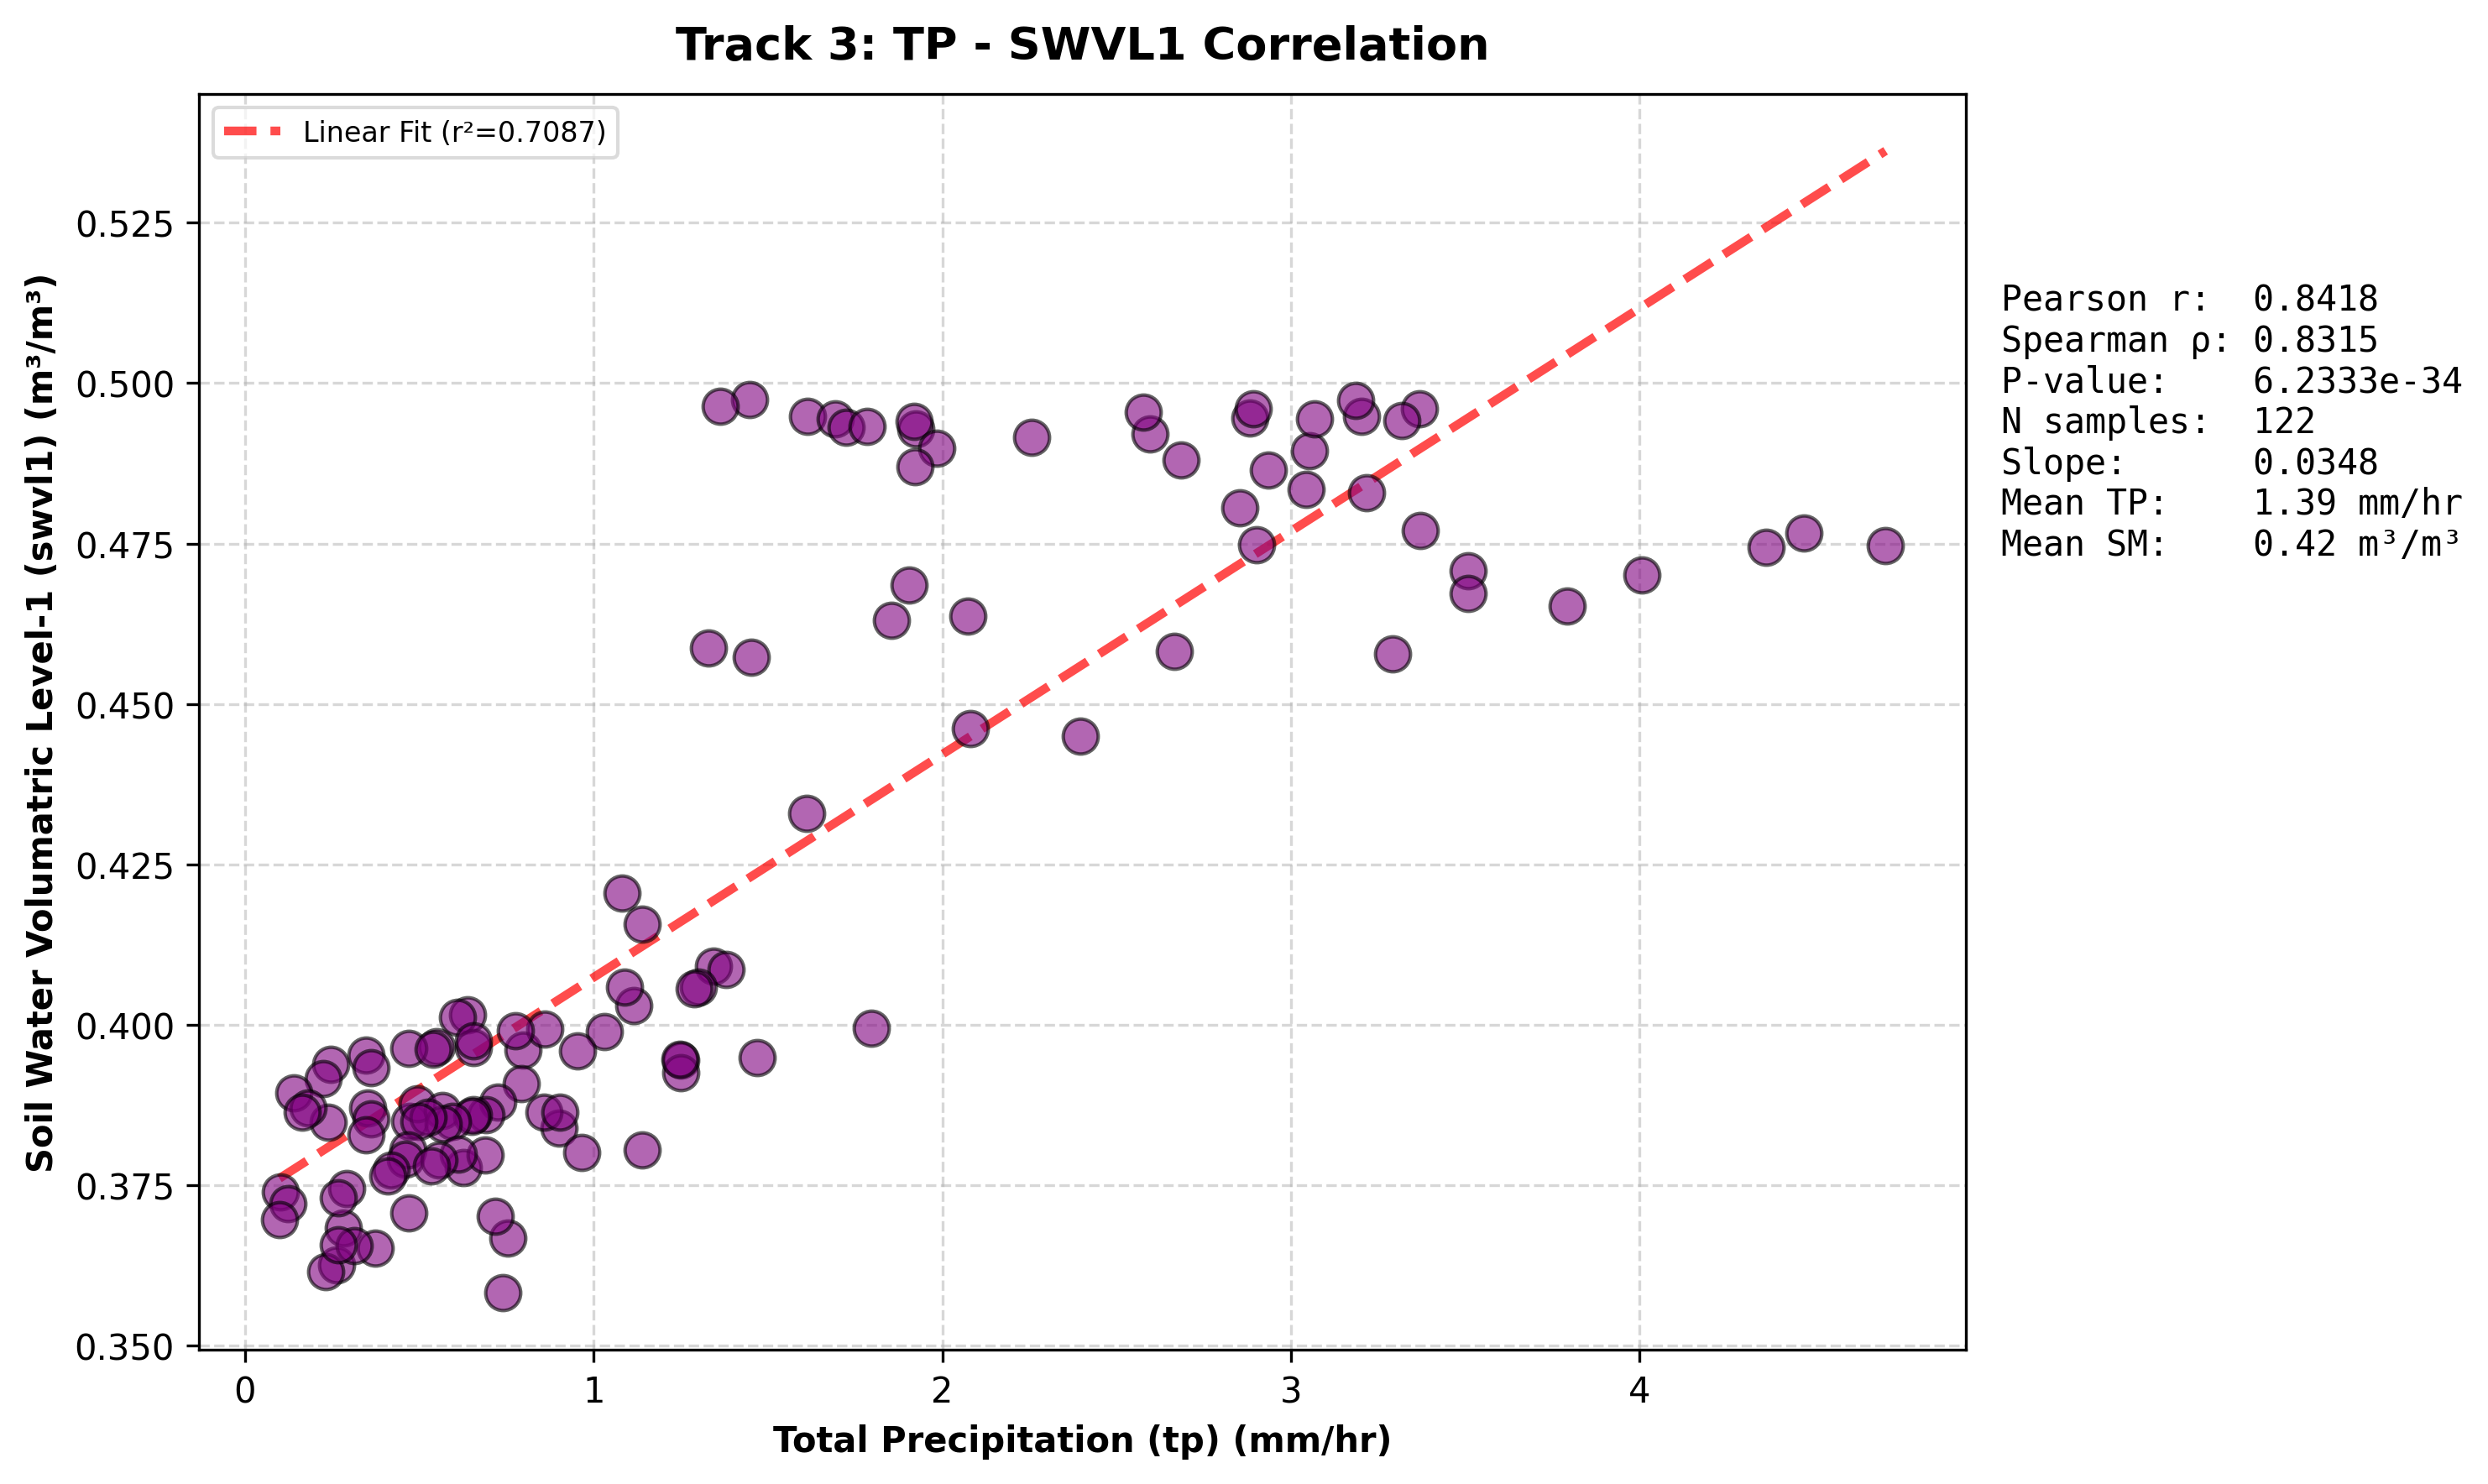 Track 3: TP - SWVL1 Correlation
Linear Fit (r²=0.7087)
Soil Water Volumatric Level-1 (swvl1) (m³/m³)
0.525
0.500
0.475
0.450
0.425
0.400
0.375
0.350
0 1 2 3 4
Total Precipitation (tp) (mm/hr)
Pearson r: 0.8418
Spearman ρ: 0.8315
P-value: 6.2333e-34
N samples: 122
Slope: 0.0348
Mean TP: 1.39 mm/hr
Mean SM: 0.42 m³/m³